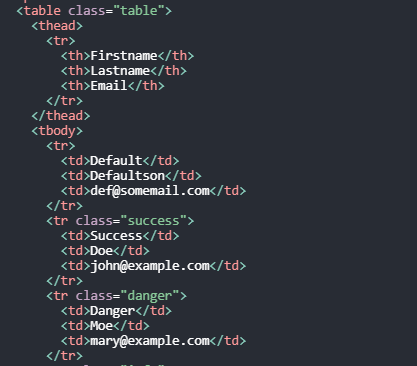 <table class="table">
<thead>
<tr>
<th>Firstname</th>
<th>Lastname</th>
<th>Email</th>
</tr>
</thead>
<tbody>
<tr>
<td>Default</td>
<td>Defaultson</td>
<td>def@somemail.com</td>
</tr>
<tr class="success">
<td>Success</td>
<td>Doe</td>
<td>john@example.com</td>
</tr>
<tr class="danger">
<td>Danger</td>
<td>Moe</td>
<td>mary@example.com</td>
</tr>